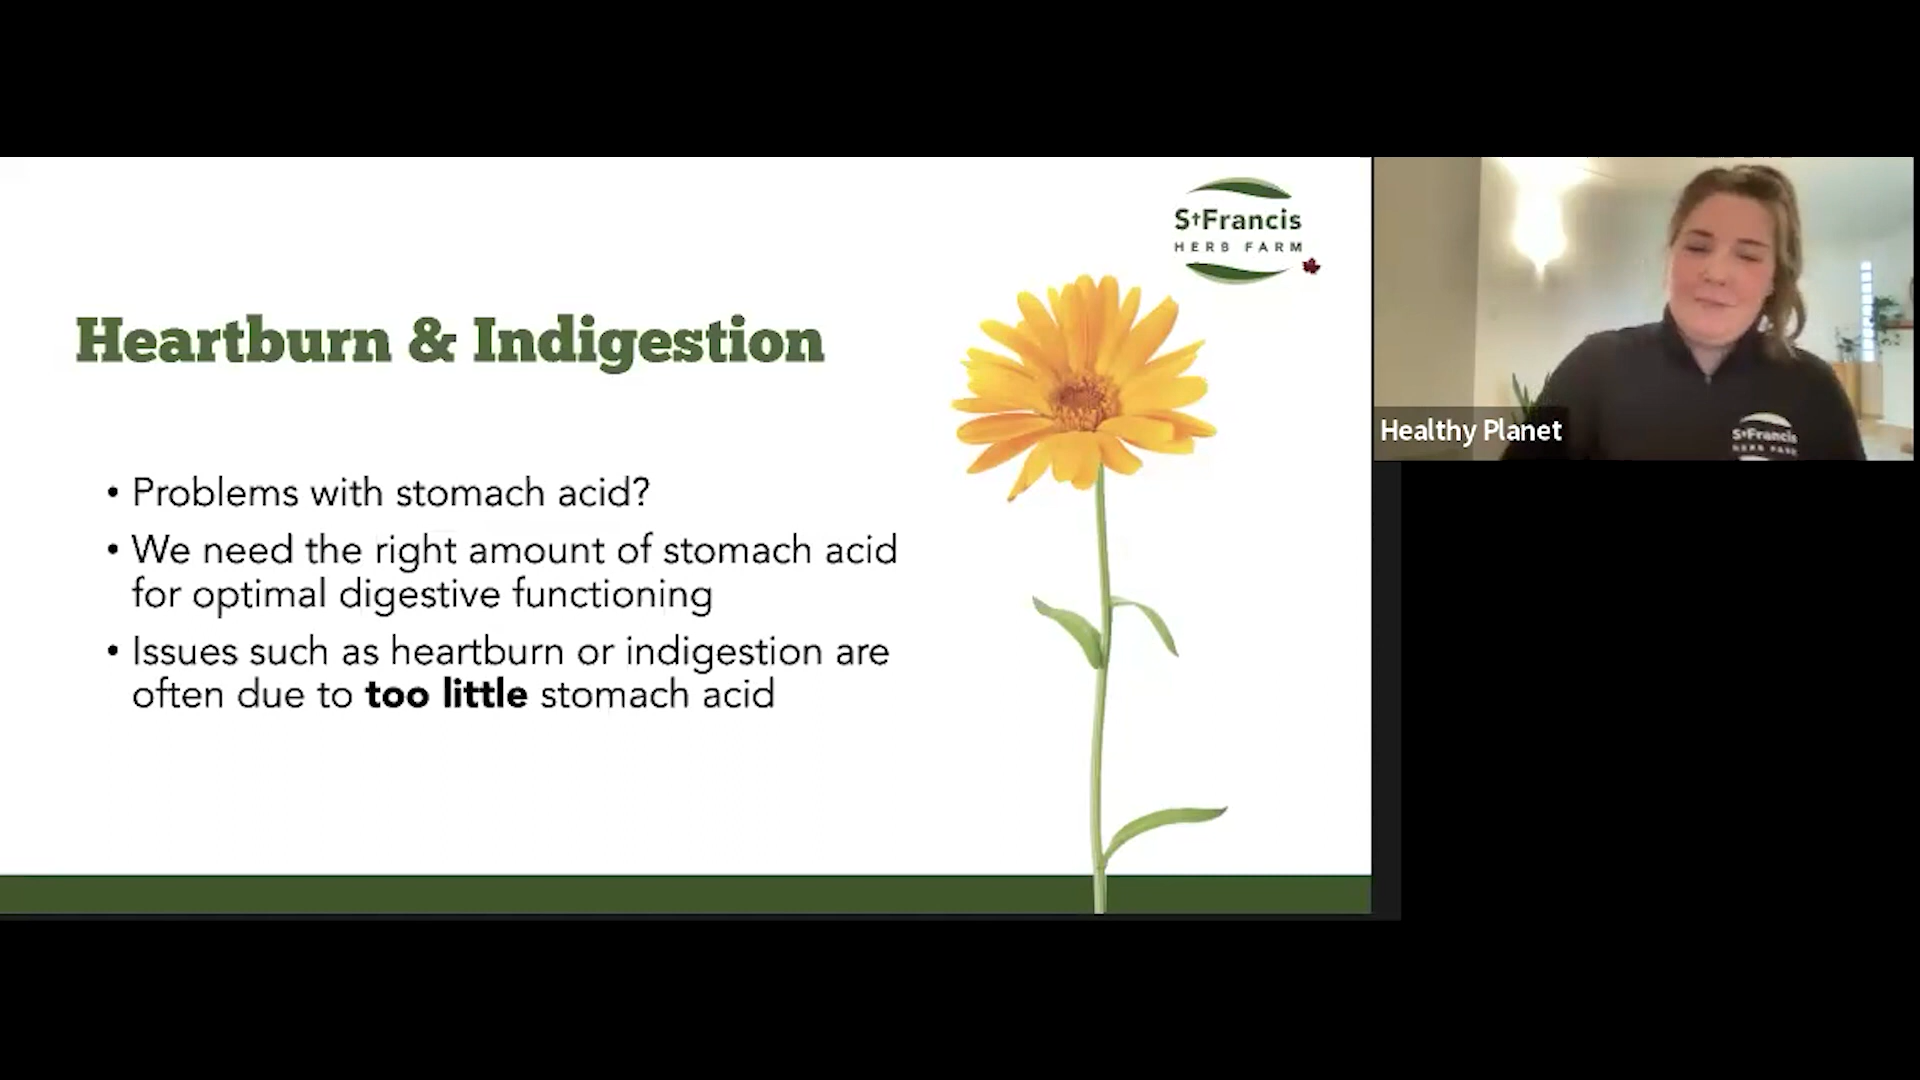 StFrancis
HERB FARM
Heartburn & Indigestion
• Problems with stomach acid?
• We need the right amount of stomach acid
for optimal digestive functioning
• Issues such as heartburn or indigestion are
often due to too little stomach acid
Healthy Planet
StFrancis
HERB FARM